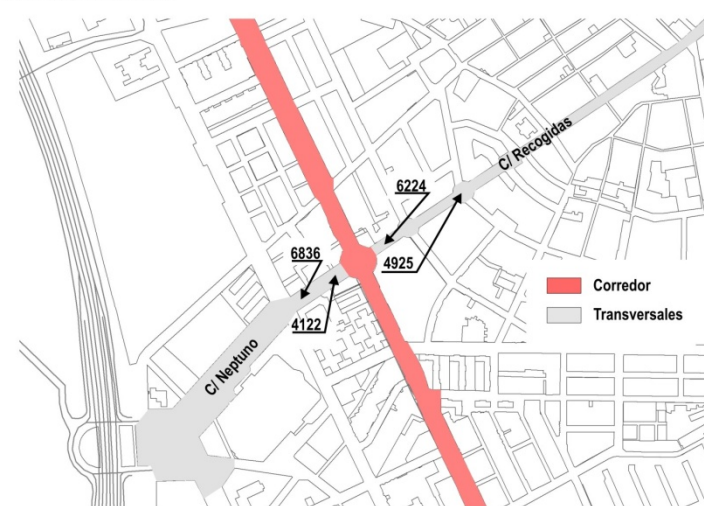 C/ Recogidas
6224
4925
6836
4122
C/ Neptuno
Corredor
Transversales